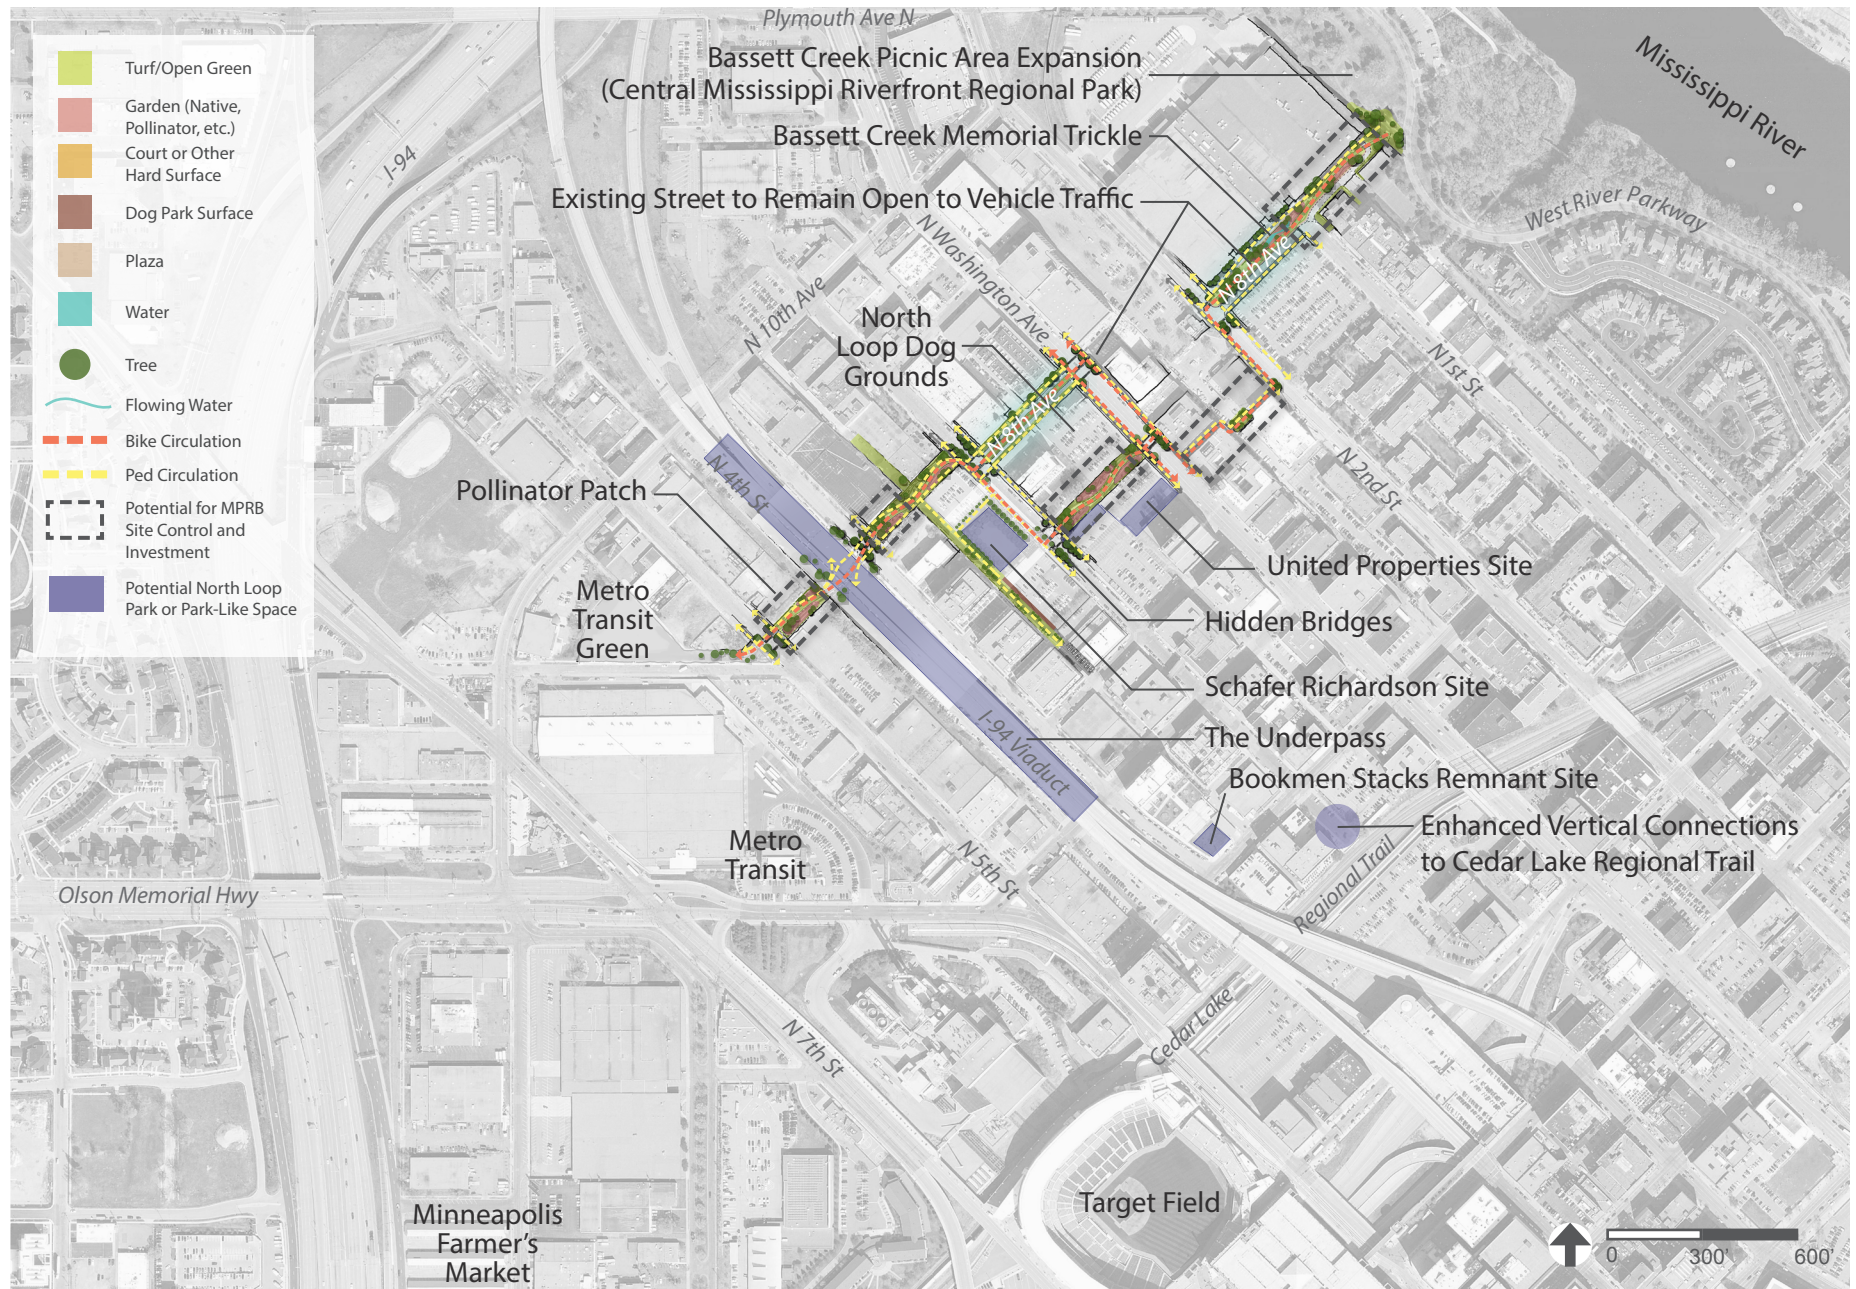 Plymouth Ave N
Bassett Creek Picnic Area Expansion
(Central Mississippi Riverfront Regional Park)
Bassett Creek Memorial Trickle
Existing Street to Remain Open to Vehicle Traffic
Mississippi River
West River Parkway
Turf/Open Green
Garden (Native,
Pollinator, etc.)
Court or Other
Hard Surface
Dog Park Surface
Plaza
Water
Tree
Flowing Water
Bike Circulation
Ped Circulation
Potential for MPRB
Site Control and
Investment
Potential North Loop
Park or Park-Like Space
I-94
N Washington Ave
N 10th Ave
N 8th Ave
North
Loop Dog
Grounds
N 8th Ave
N 1st St
N 2nd St
N 4th St
Pollinator Patch
Metro
Transit
Green
United Properties Site
Hidden Bridges
Schafer Richardson Site
The Underpass
I-94 Viaduct
Bookmen Stacks Remnant Site
Enhanced Vertical Connections
to Cedar Lake Regional Trail
Metro
Transit
N 5th St
Regional Trail
Olson Memorial Hwy
Cedar Lake
N 7th St
Target Field
Minneapolis
Farmer's
Market
0 300' 600'